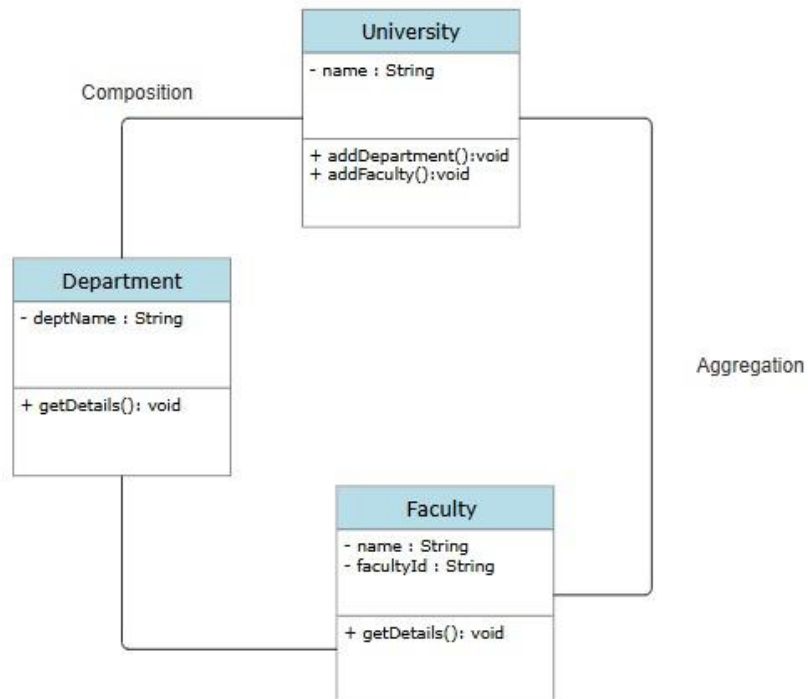 University
- name : String
Composition
+ addDepartment():void
+ addFaculty():void
Department
- deptName : String
Aggregation
+ getDetails(): void
Faculty
- name : String
- facultyId : String
+ getDetails(): void